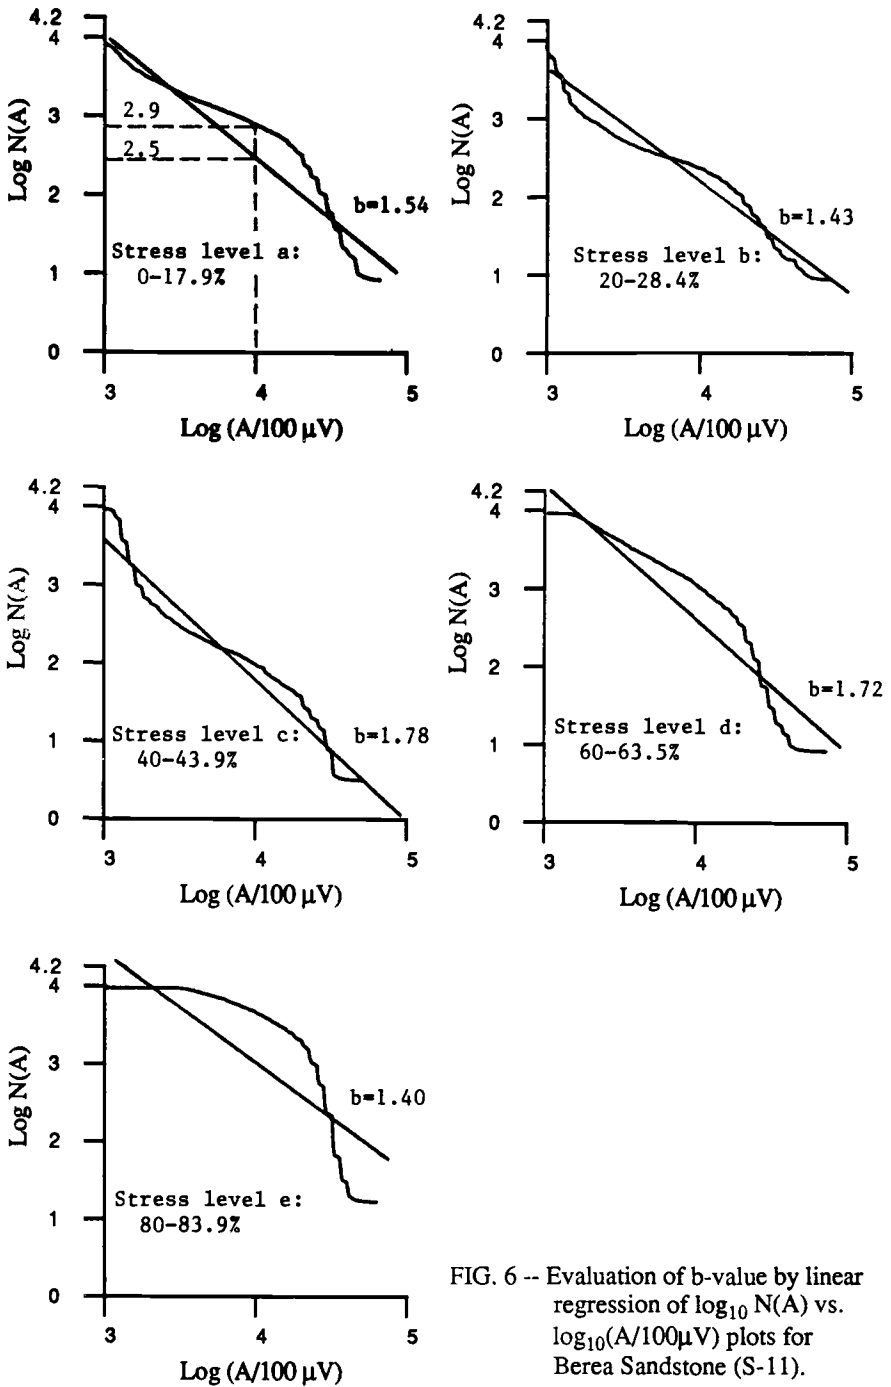 4.2
4
3
2
1
0
Log N(A)
2.9
2.5
b=1.54
Stress level a:
0-17.9%
3
4
5
Log (A/100 µV)
4.2
4
3
2
1
0
Log N(A)
b=1.43
Stress level b:
20-28.4%
3
4
5
Log (A/100 µV)
4.2
4
3
2
1
0
Log N(A)
b=1.78
Stress level c:
40-43.9%
3
4
5
Log (A/100 µV)
4.2
4
3
2
1
0
Log N(A)
b=1.72
Stress level d:
60-63.5%
3
4
5
Log (A/100 µV)
4.2
4
3
2
1
0
Log N(A)
b=1.40
Stress level e:
80-83.9%
3
4
5
Log (A/100 µV)
FIG. 6 -- Evaluation of b-value by linear
regression of log₁₀ N(A) vs.
log₁₀(A/100µV) plots for
Berea Sandstone (S-11).